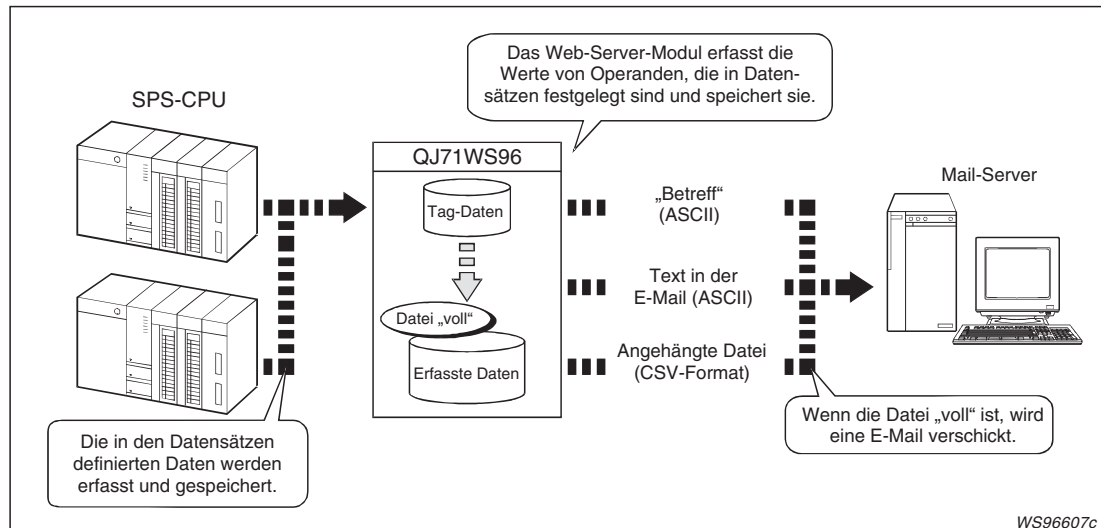 Das Web-Server-Modul erfasst die
Werte von Operanden, die in Daten-
sätzen festgelegt sind und speichert sie.
SPS-CPU
QJ71WS96
Tag-Daten
Datei „voll“
Erfasste Daten
„Betreff“
(ASCII)
Text in der
E-Mail (ASCII)
Angehängte Datei
(CSV-Format)
Mail-Server
Die in den Datensätzen
definierten Daten werden
erfasst und gespeichert.
Wenn die Datei „voll“ ist, wird
eine E-Mail verschickt.
WS96607c